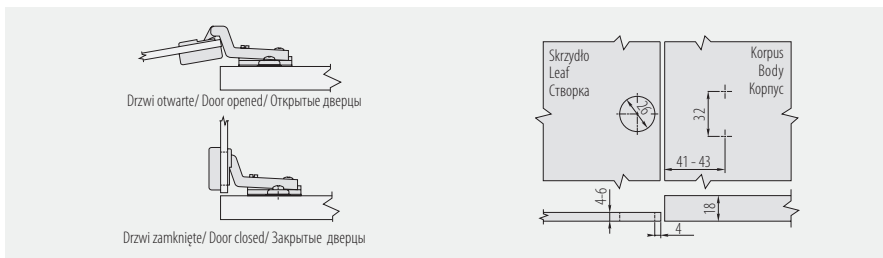 Drzwi otwarte/ Door opened/ Открытые дверцы
Drzwi zamknięte/ Door closed/ Закрытые дверцы
Skrzydło
Leaf
Створка
26
Korpus
Body
Корпус
32
41 - 43
4-6
18
4